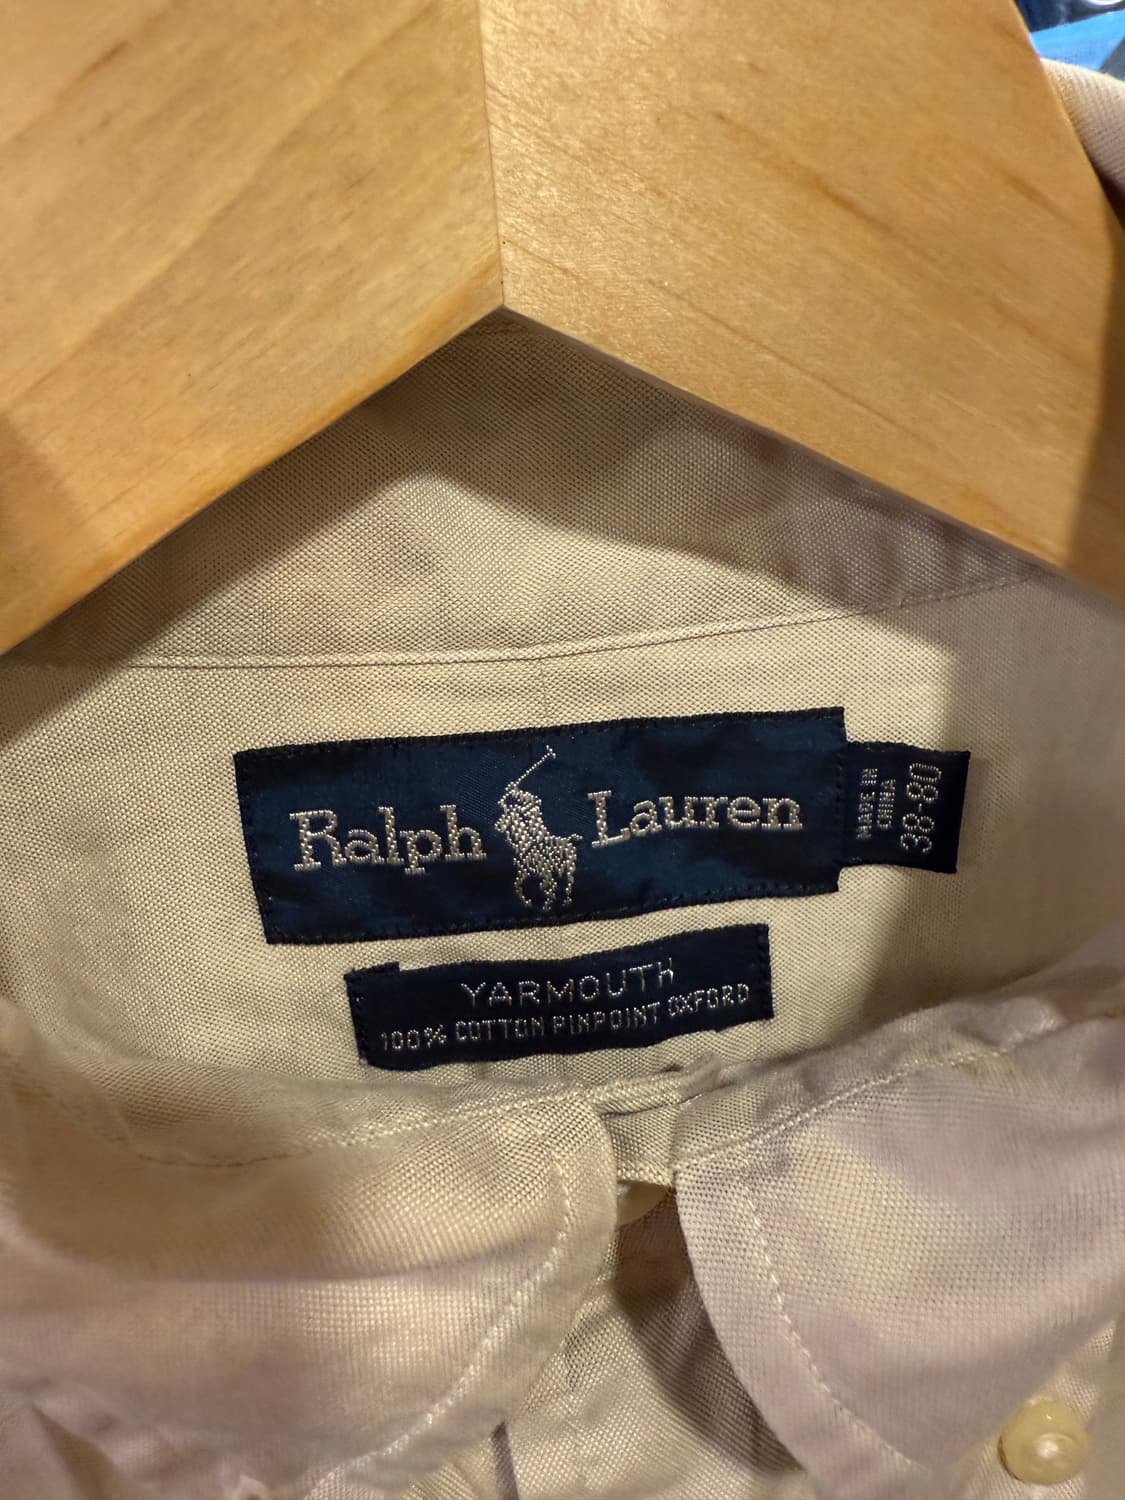 Ralph Lauren
MADE IN
CHINA
38-80
YARMOUTH
100% COTTON PINPOINT OXFORD